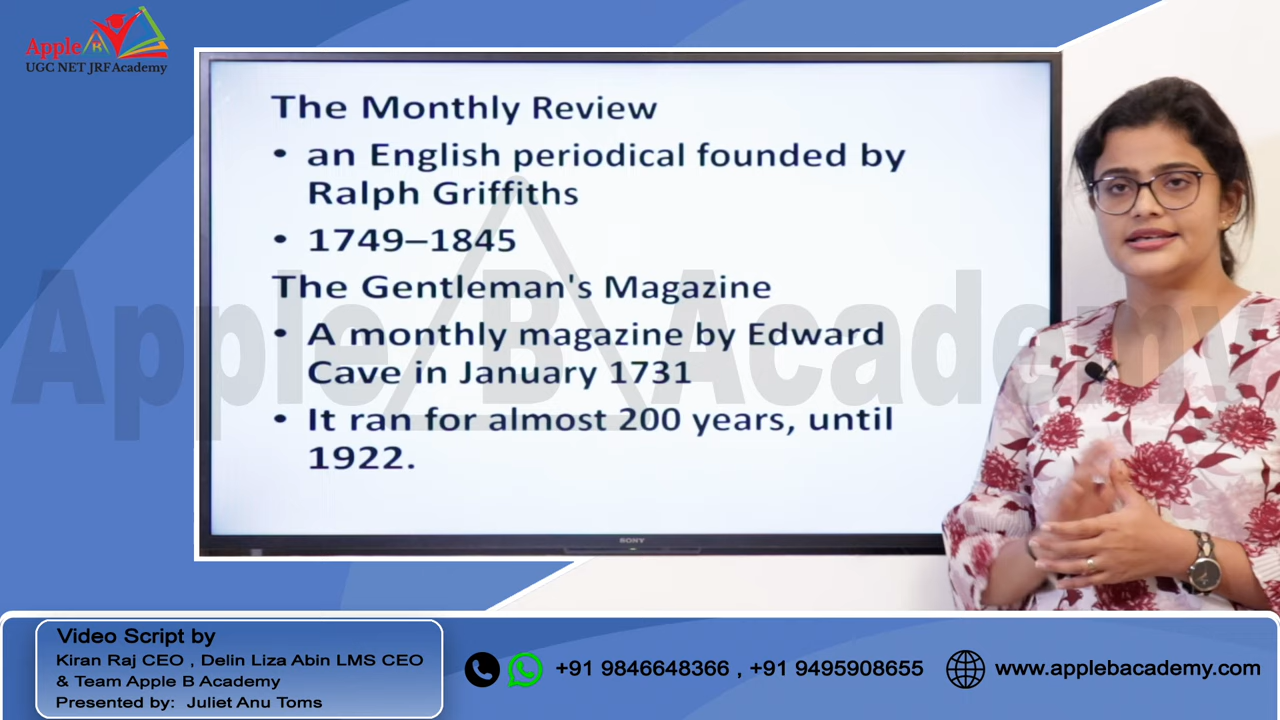 Apple B
UGC NET JRF Academy
The Monthly Review
• an English periodical founded by
Ralph Griffiths
• 1749–1845
The Gentleman's Magazine
• A monthly magazine by Edward
Cave in January 1731
• It ran for almost 200 years, until
1922.
Apple B Academy
SONY
Video Script by
Kiran Raj CEO , Delin Liza Abin LMS CEO
& Team Apple B Academy
Presented by: Juliet Anu Toms
+91 9846648366 , +91 9495908655
www.applebacademy.com